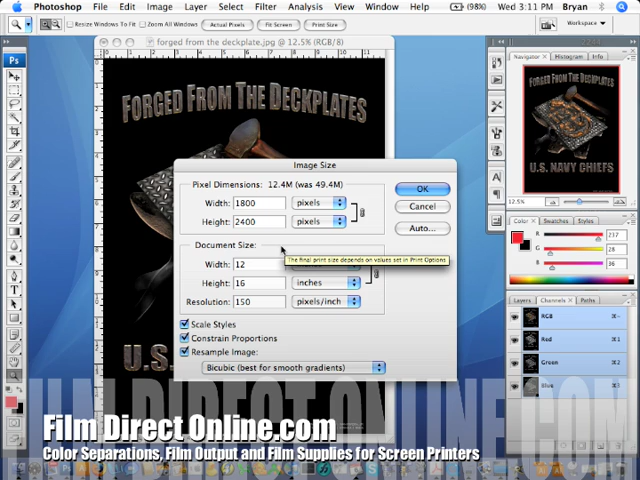 Photoshop File Edit Image Layer Select Filter Analysis View Window Help (98%) Wed 3:11 PM Bryan
Resize Windows To Fit Zoom All Windows Actual Pixels Fit Screen Print Size Workspace
forged from the deckplate.jpg @ 12.5% (RGB/8)
Ps
FORGED FROM THE DECKPLATES
Image Size
Pixel Dimensions: 12.4M (was 49.4M)
Width: 1800 pixels
Height: 2400 pixels
Document Size:
Width: 12
Height: 16 inches
Resolution: 150 pixels/inch
The final print size depends on values set in Print Options
Scale Styles
Constrain Proportions
Resample Image:
Bicubic (best for smooth gradients)
OK
Cancel
Auto...
U.S.
Navigator Histogram Info
FORGED FROM THE DECKPLATES
U.S. NAVY CHIEFS
12.5%
Color Swatches Styles
R 237
G 28
B 36
Layers Channels Paths
RGB
Red
Green
Blue
FILM DIRECT ONLINE.COM
Film Direct Online.com
Color Separations, Film Output and Film Supplies for Screen Printers